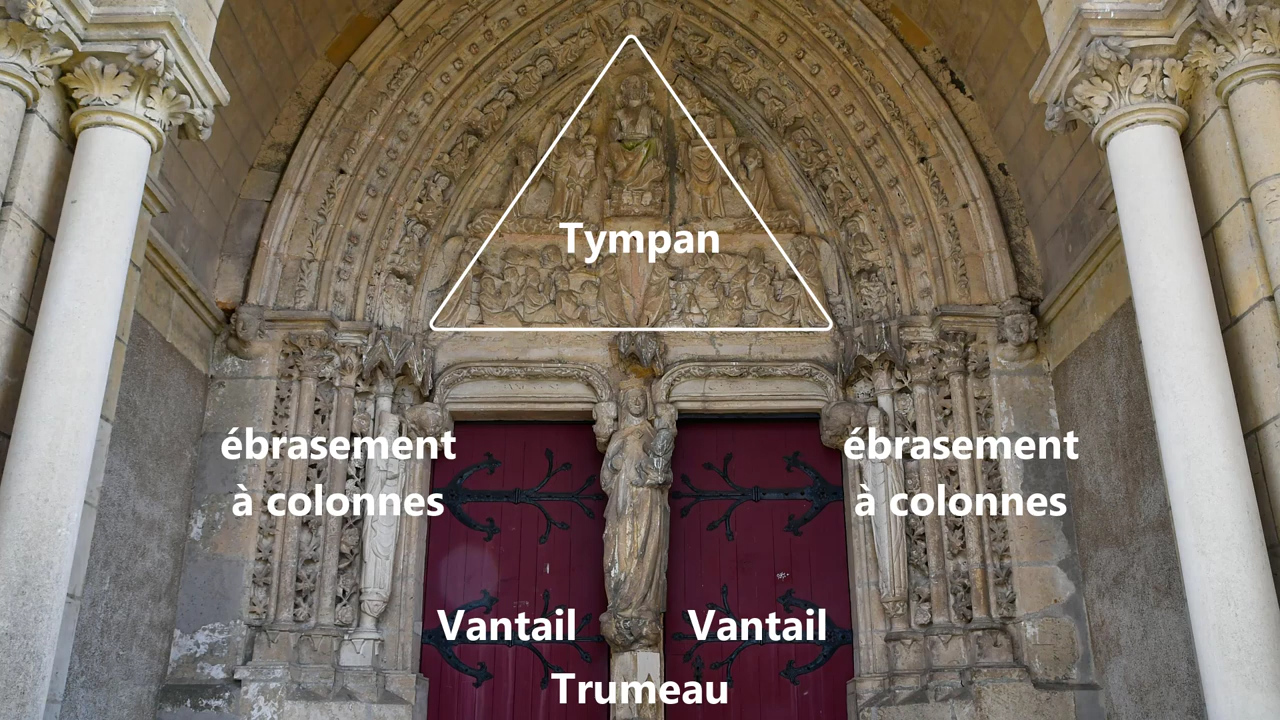 Tympan
ébrasement
à colonnes
ébrasement
à colonnes
Vantail
Vantail
Trumeau